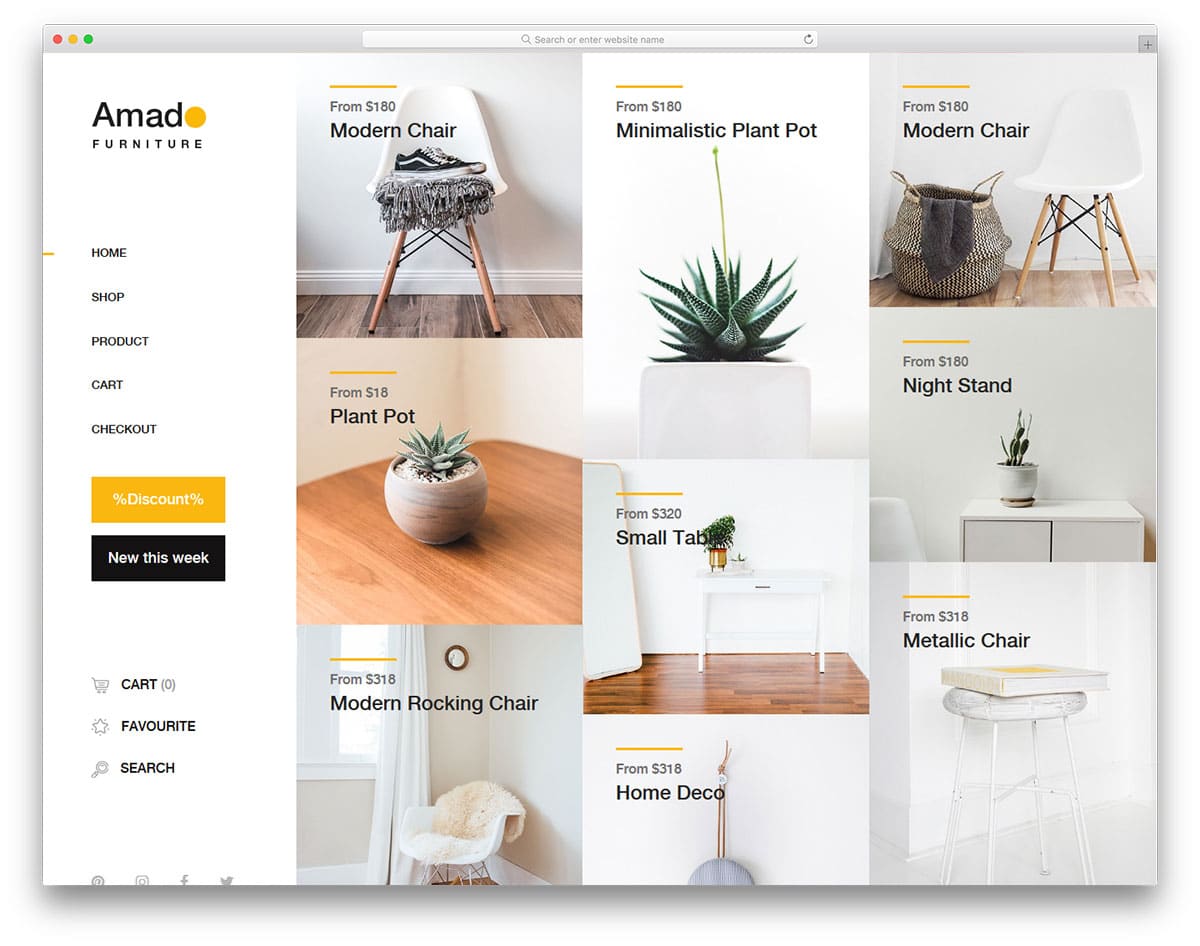 Search or enter website name
Amado
FURNITURE
HOME
SHOP
PRODUCT
CART
CHECKOUT
%Discount%
New this week
CART (0)
FAVOURITE
SEARCH
From $180
Modern Chair
From $18
Plant Pot
From $318
Modern Rocking Chair
From $180
Minimalistic Plant Pot
From $320
Small Table
From $318
Home Deco
From $180
Modern Chair
From $180
Night Stand
From $318
Metallic Chair